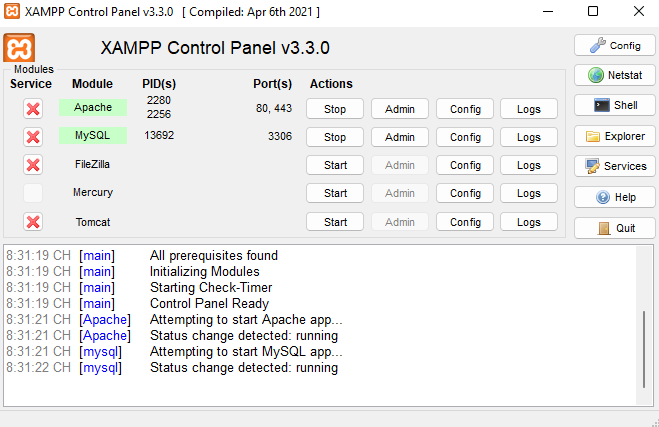 XAMPP Control Panel v3.3.0 [ Compiled: Apr 6th 2021 ]
XAMPP Control Panel v3.3.0
Config
Modules
Service Module PID(s) Port(s) Actions
Netstat
Apache 2280 2256 80, 443 Stop Admin Config Logs
Shell
MySQL 13692 3306 Stop Admin Config Logs
Explorer
FileZilla Start Admin Config Logs
Services
Mercury Start Admin Config Logs
Help
Tomcat Start Admin Config Logs
Quit
8:31:19 CH [main] All prerequisites found
8:31:19 CH [main] Initializing Modules
8:31:19 CH [main] Starting Check-Timer
8:31:19 CH [main] Control Panel Ready
8:31:21 CH [Apache] Attempting to start Apache app...
8:31:21 CH [Apache] Status change detected: running
8:31:21 CH [mysql] Attempting to start MySQL app...
8:31:22 CH [mysql] Status change detected: running